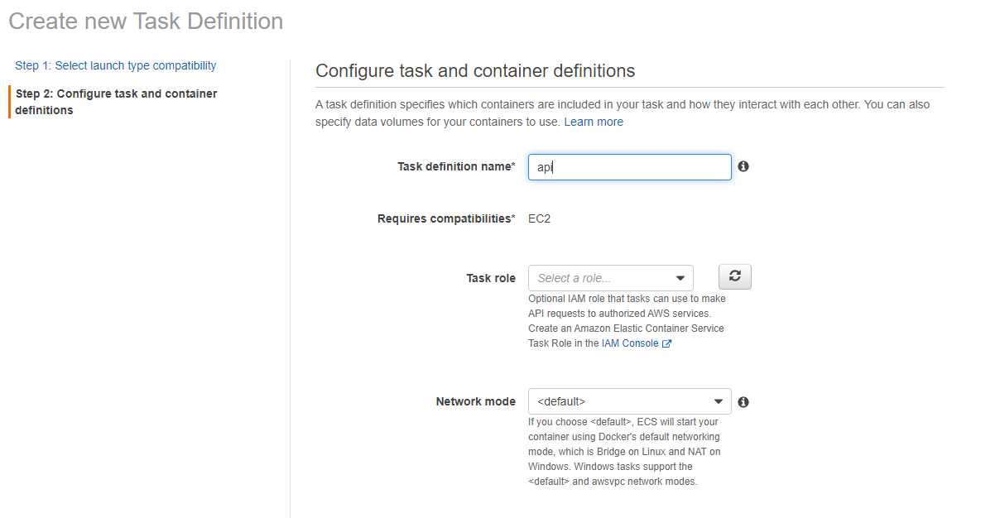 Create new Task Definition
Step 1: Select launch type compatibility
Step 2: Configure task and container
definitions
Configure task and container definitions
A task definition specifies which containers are included in your task and how they interact with each other. You can also
specify data volumes for your containers to use. Learn more
Task definition name* api
Requires compatibilities* EC2
Task role Select a role...
Optional IAM role that tasks can use to make
API requests to authorized AWS services.
Create an Amazon Elastic Container Service
Task Role in the IAM Console
Network mode <default>
If you choose <default>, ECS will start your
container using Docker's default networking
mode, which is Bridge on Linux and NAT on
Windows. Windows tasks support the
<default> and awsvpc network modes.